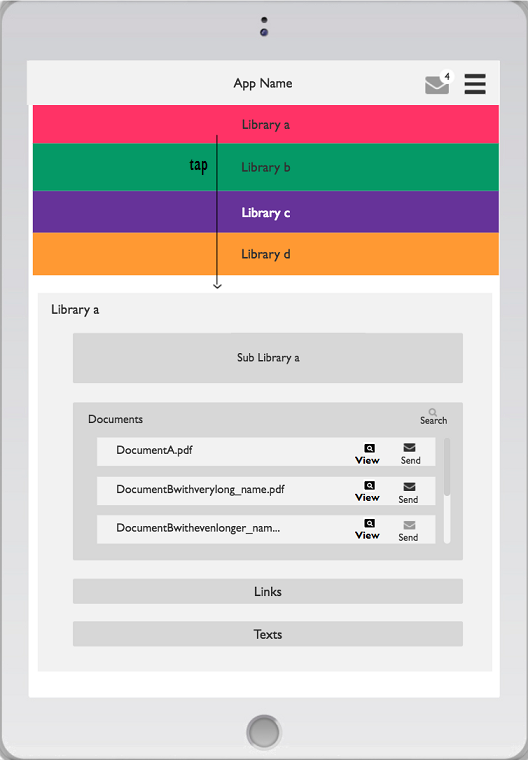 App Name
4
Library a
tap
Library b
Library c
Library d
Library a
Sub Library a
Documents
Search
DocumentA.pdf
View
Send
DocumentBwithverylong_name.pdf
View
Send
DocumentBwithevenlonger_nam...
View
Send
Links
Texts